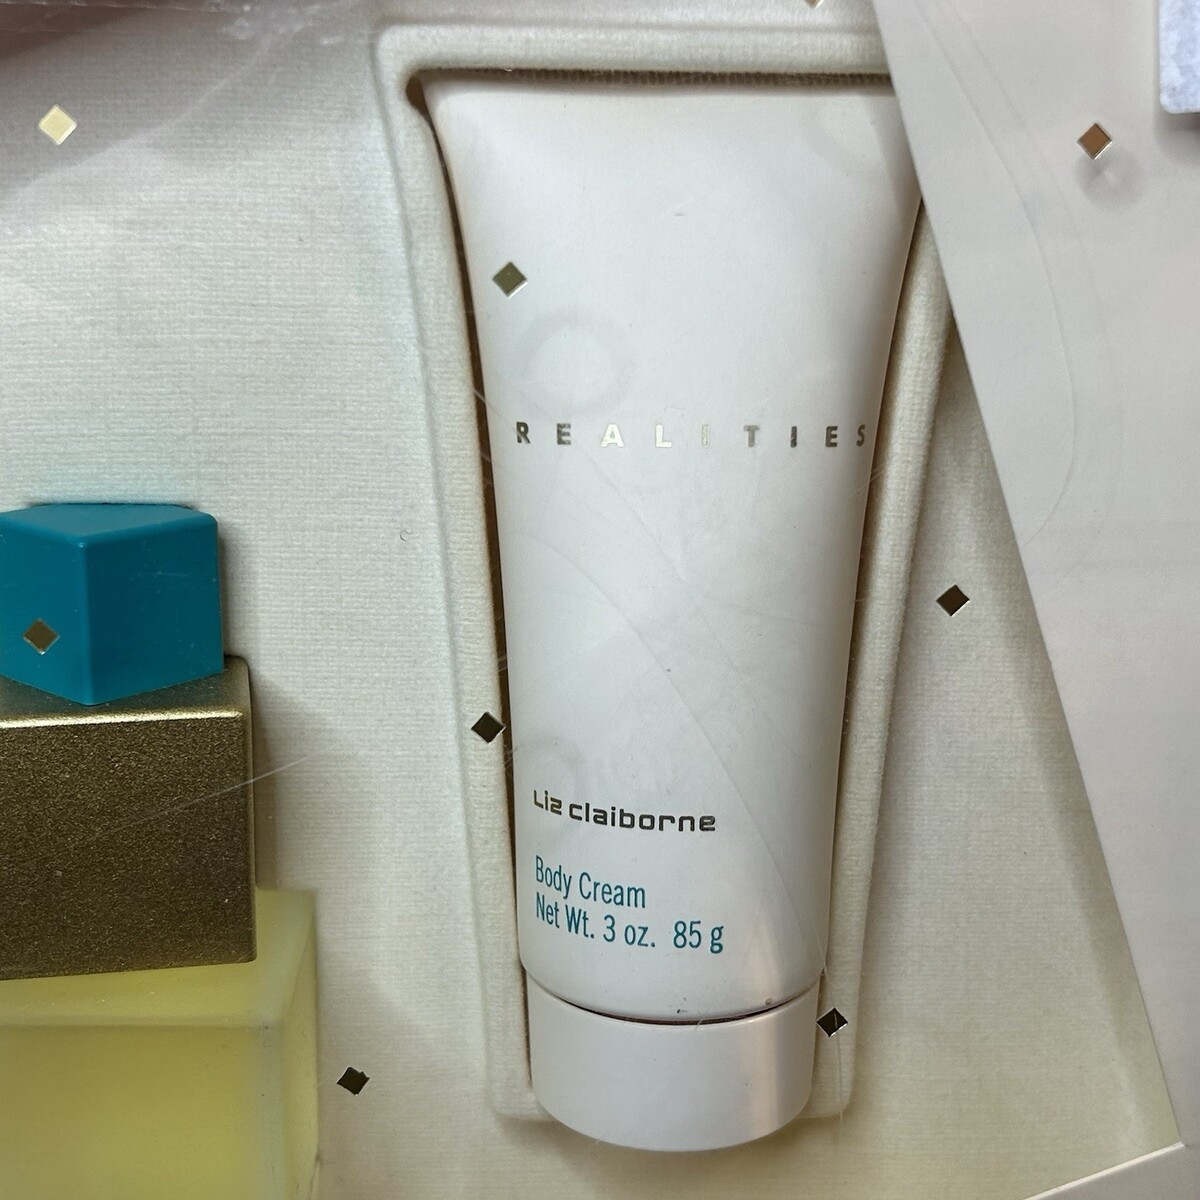 REALITIES
Liz claiborne
Body Cream
Net Wt. 3 oz. 85 g